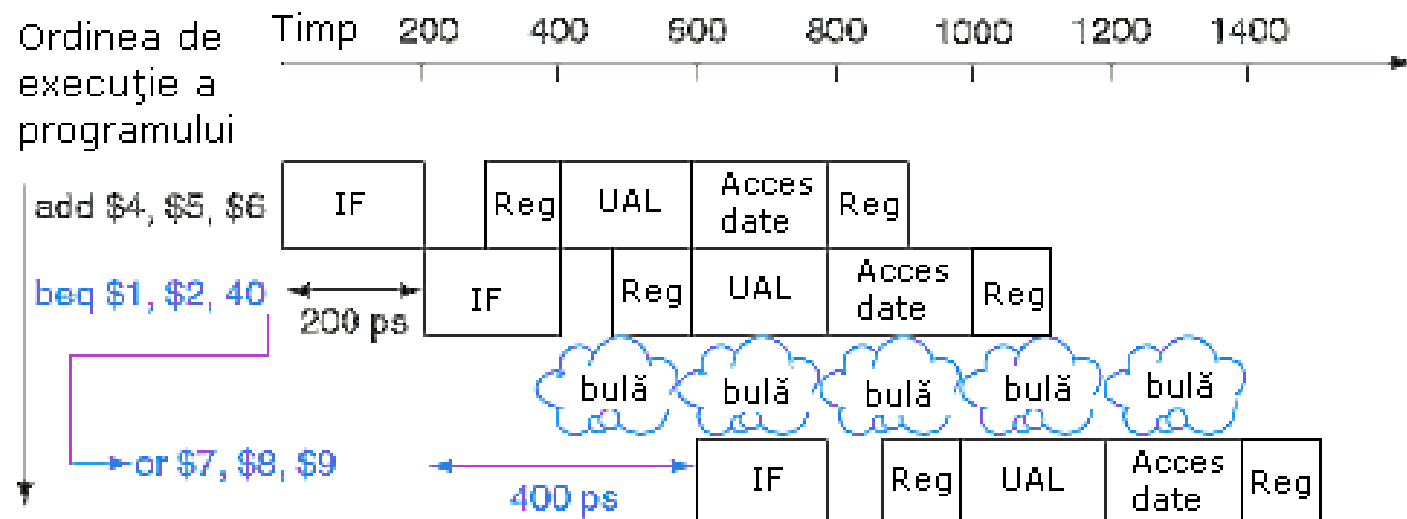 Ordinea de
execuţie a
programului
Timp 200 400 600 800 1000 1200 1400
add $4, $5, $6 IF Reg UAL Acces date Reg
beq $1, $2, 40 200 ps IF Reg UAL Acces date Reg
bulă bulă bulă bulă bulă
or $7, $8, $9 400 ps IF Reg UAL Acces date Reg